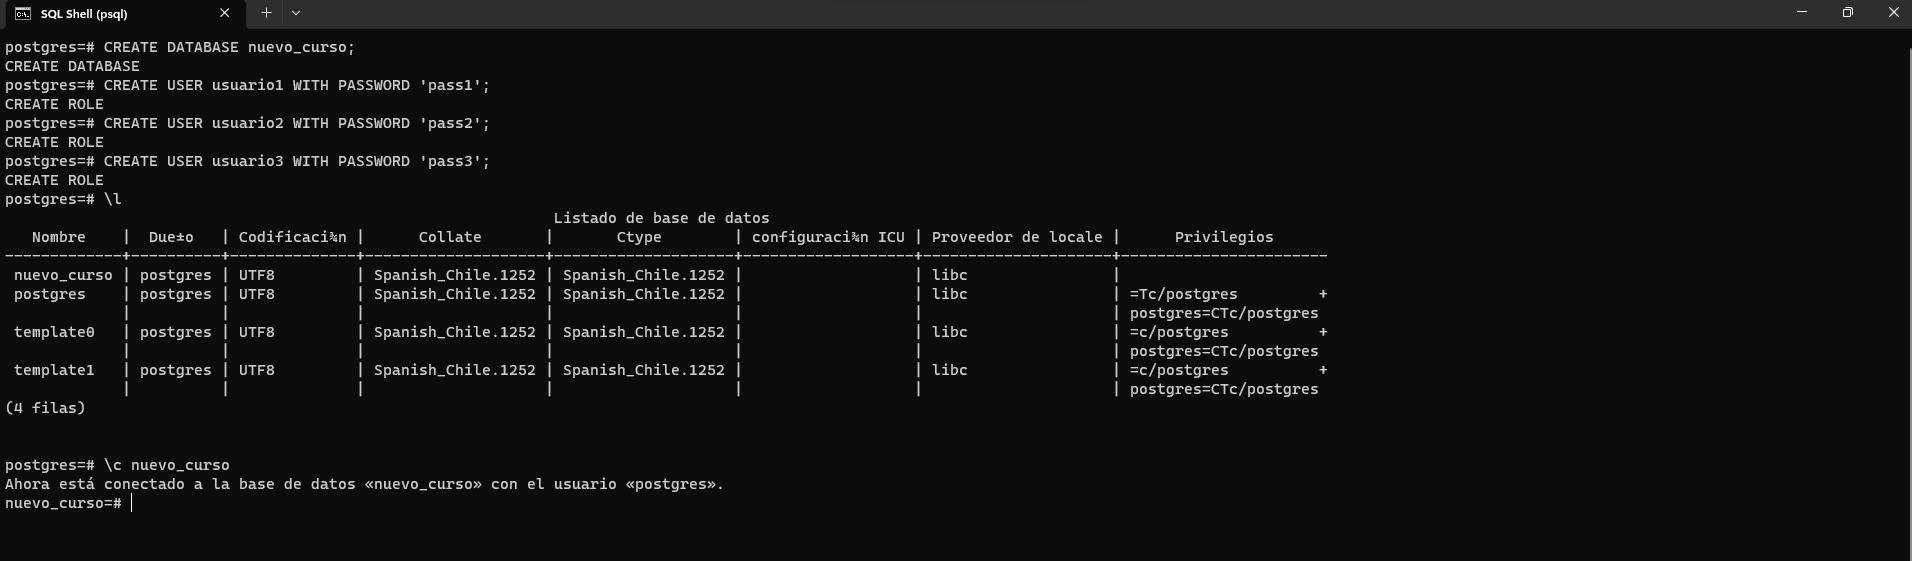 SQL Shell (psql)
postgres=# CREATE DATABASE nuevo_curso;
CREATE DATABASE
postgres=# CREATE USER usuario1 WITH PASSWORD 'pass1';
CREATE ROLE
postgres=# CREATE USER usuario2 WITH PASSWORD 'pass2';
CREATE ROLE
postgres=# CREATE USER usuario3 WITH PASSWORD 'pass3';
CREATE ROLE
postgres=# \l
                                                             Listado de base de datos
   Nombre    |  Due±o   | Codificaci¾n |      Collate       |       Ctype        | configuraci¾n ICU | Proveedor de locale |      Privilegios
-------------+----------+--------------+--------------------+--------------------+-------------------+---------------------+-----------------------
 nuevo_curso | postgres | UTF8         | Spanish_Chile.1252 | Spanish_Chile.1252 |                   | libc                |
 postgres    | postgres | UTF8         | Spanish_Chile.1252 | Spanish_Chile.1252 |                   | libc                | =Tc/postgres         +
             |          |              |                    |                    |                   |                     | postgres=CTc/postgres
 template0   | postgres | UTF8         | Spanish_Chile.1252 | Spanish_Chile.1252 |                   | libc                | =c/postgres          +
             |          |              |                    |                    |                   |                     | postgres=CTc/postgres
 template1   | postgres | UTF8         | Spanish_Chile.1252 | Spanish_Chile.1252 |                   | libc                | =c/postgres          +
             |          |              |                    |                    |                   |                     | postgres=CTc/postgres
(4 filas)
postgres=# \c nuevo_curso
Ahora está conectado a la base de datos «nuevo_curso» con el usuario «postgres».
nuevo_curso=#